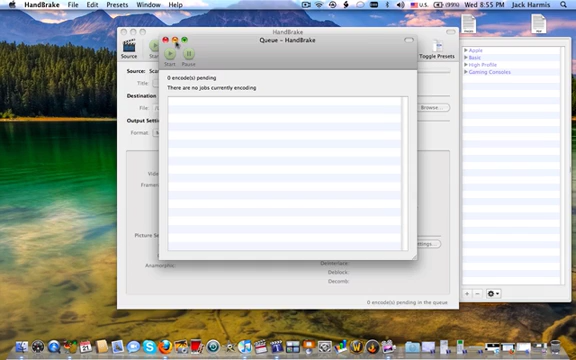 HandBrake File Edit Presets Window Help U.S. (99%) Wed 8:55 PM Jack Harmis
HandBrake
Queue – HandBrake
Source
Start Pause
Toggle Presets
Source:
Title:
0 encode(s) pending
There are no jobs currently encoding
Destination
File:
Browse...
Output
Format:
Picture
Anamorphic:
Deinterlace:
Deblock:
Decomb:
0 encode(s) pending in the queue
Apple
Basic
High Profile
Gaming Consoles